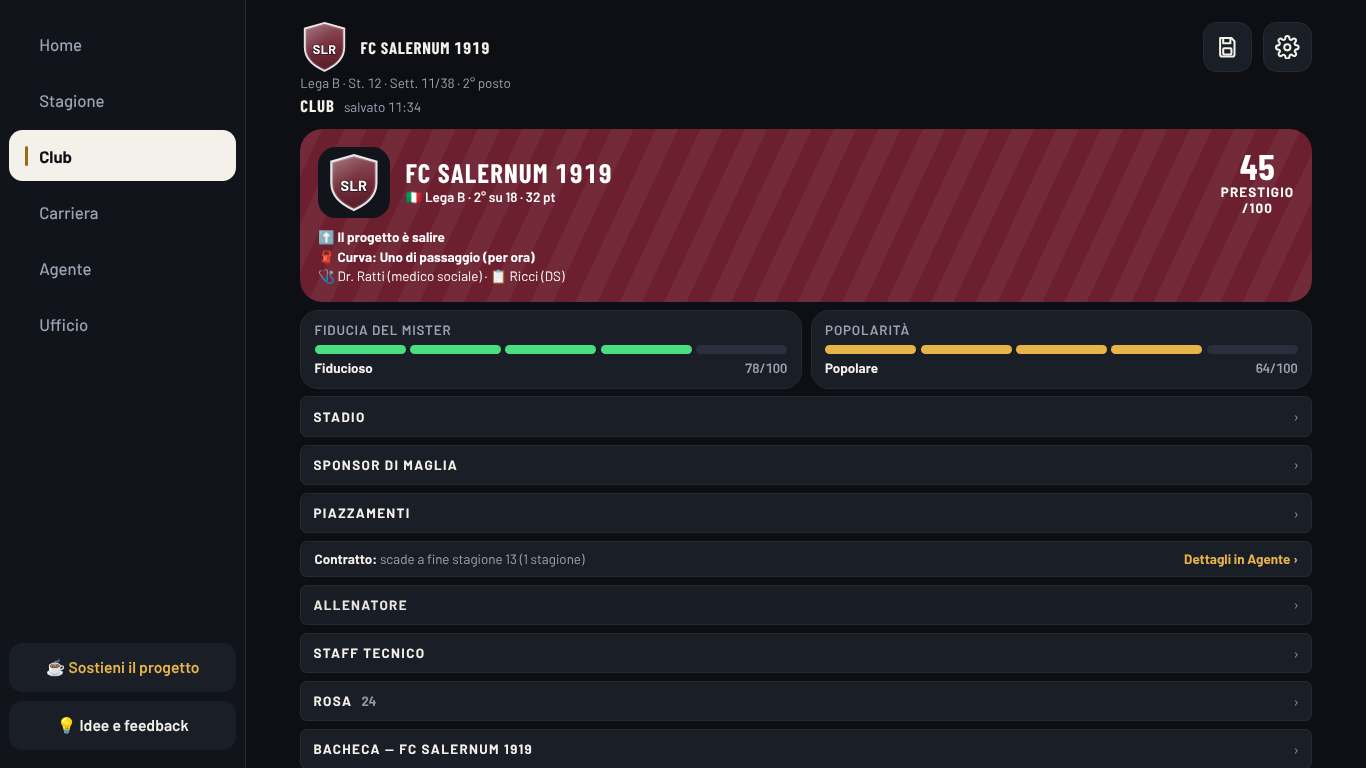 Home
Stagione
Club
Carriera
Agente
Ufficio
☕ Sostieni il progetto
💡 Idee e feedback
SLR
FC SALERNUM 1919
Lega B · St. 12 · Sett. 11/38 · 2° posto
CLUB salvato 11:34
SLR
FC SALERNUM 1919
🇮🇹 Lega B · 2° su 18 · 32 pt
45
PRESTIGIO
/100
⬆️ Il progetto è salire
🧣 Curva: Uno di passaggio (per ora)
🩺 Dr. Ratti (medico sociale) · 📋 Ricci (DS)
FIDUCIA DEL MISTER
Fiducioso 78/100
POPOLARITÀ
Popolare 64/100
STADIO ›
SPONSOR DI MAGLIA ›
PIAZZAMENTI ›
Contratto: scade a fine stagione 13 (1 stagione) Dettagli in Agente ›
ALLENATORE ›
STAFF TECNICO ›
ROSA 24 ›
BACHECA — FC SALERNUM 1919 ›